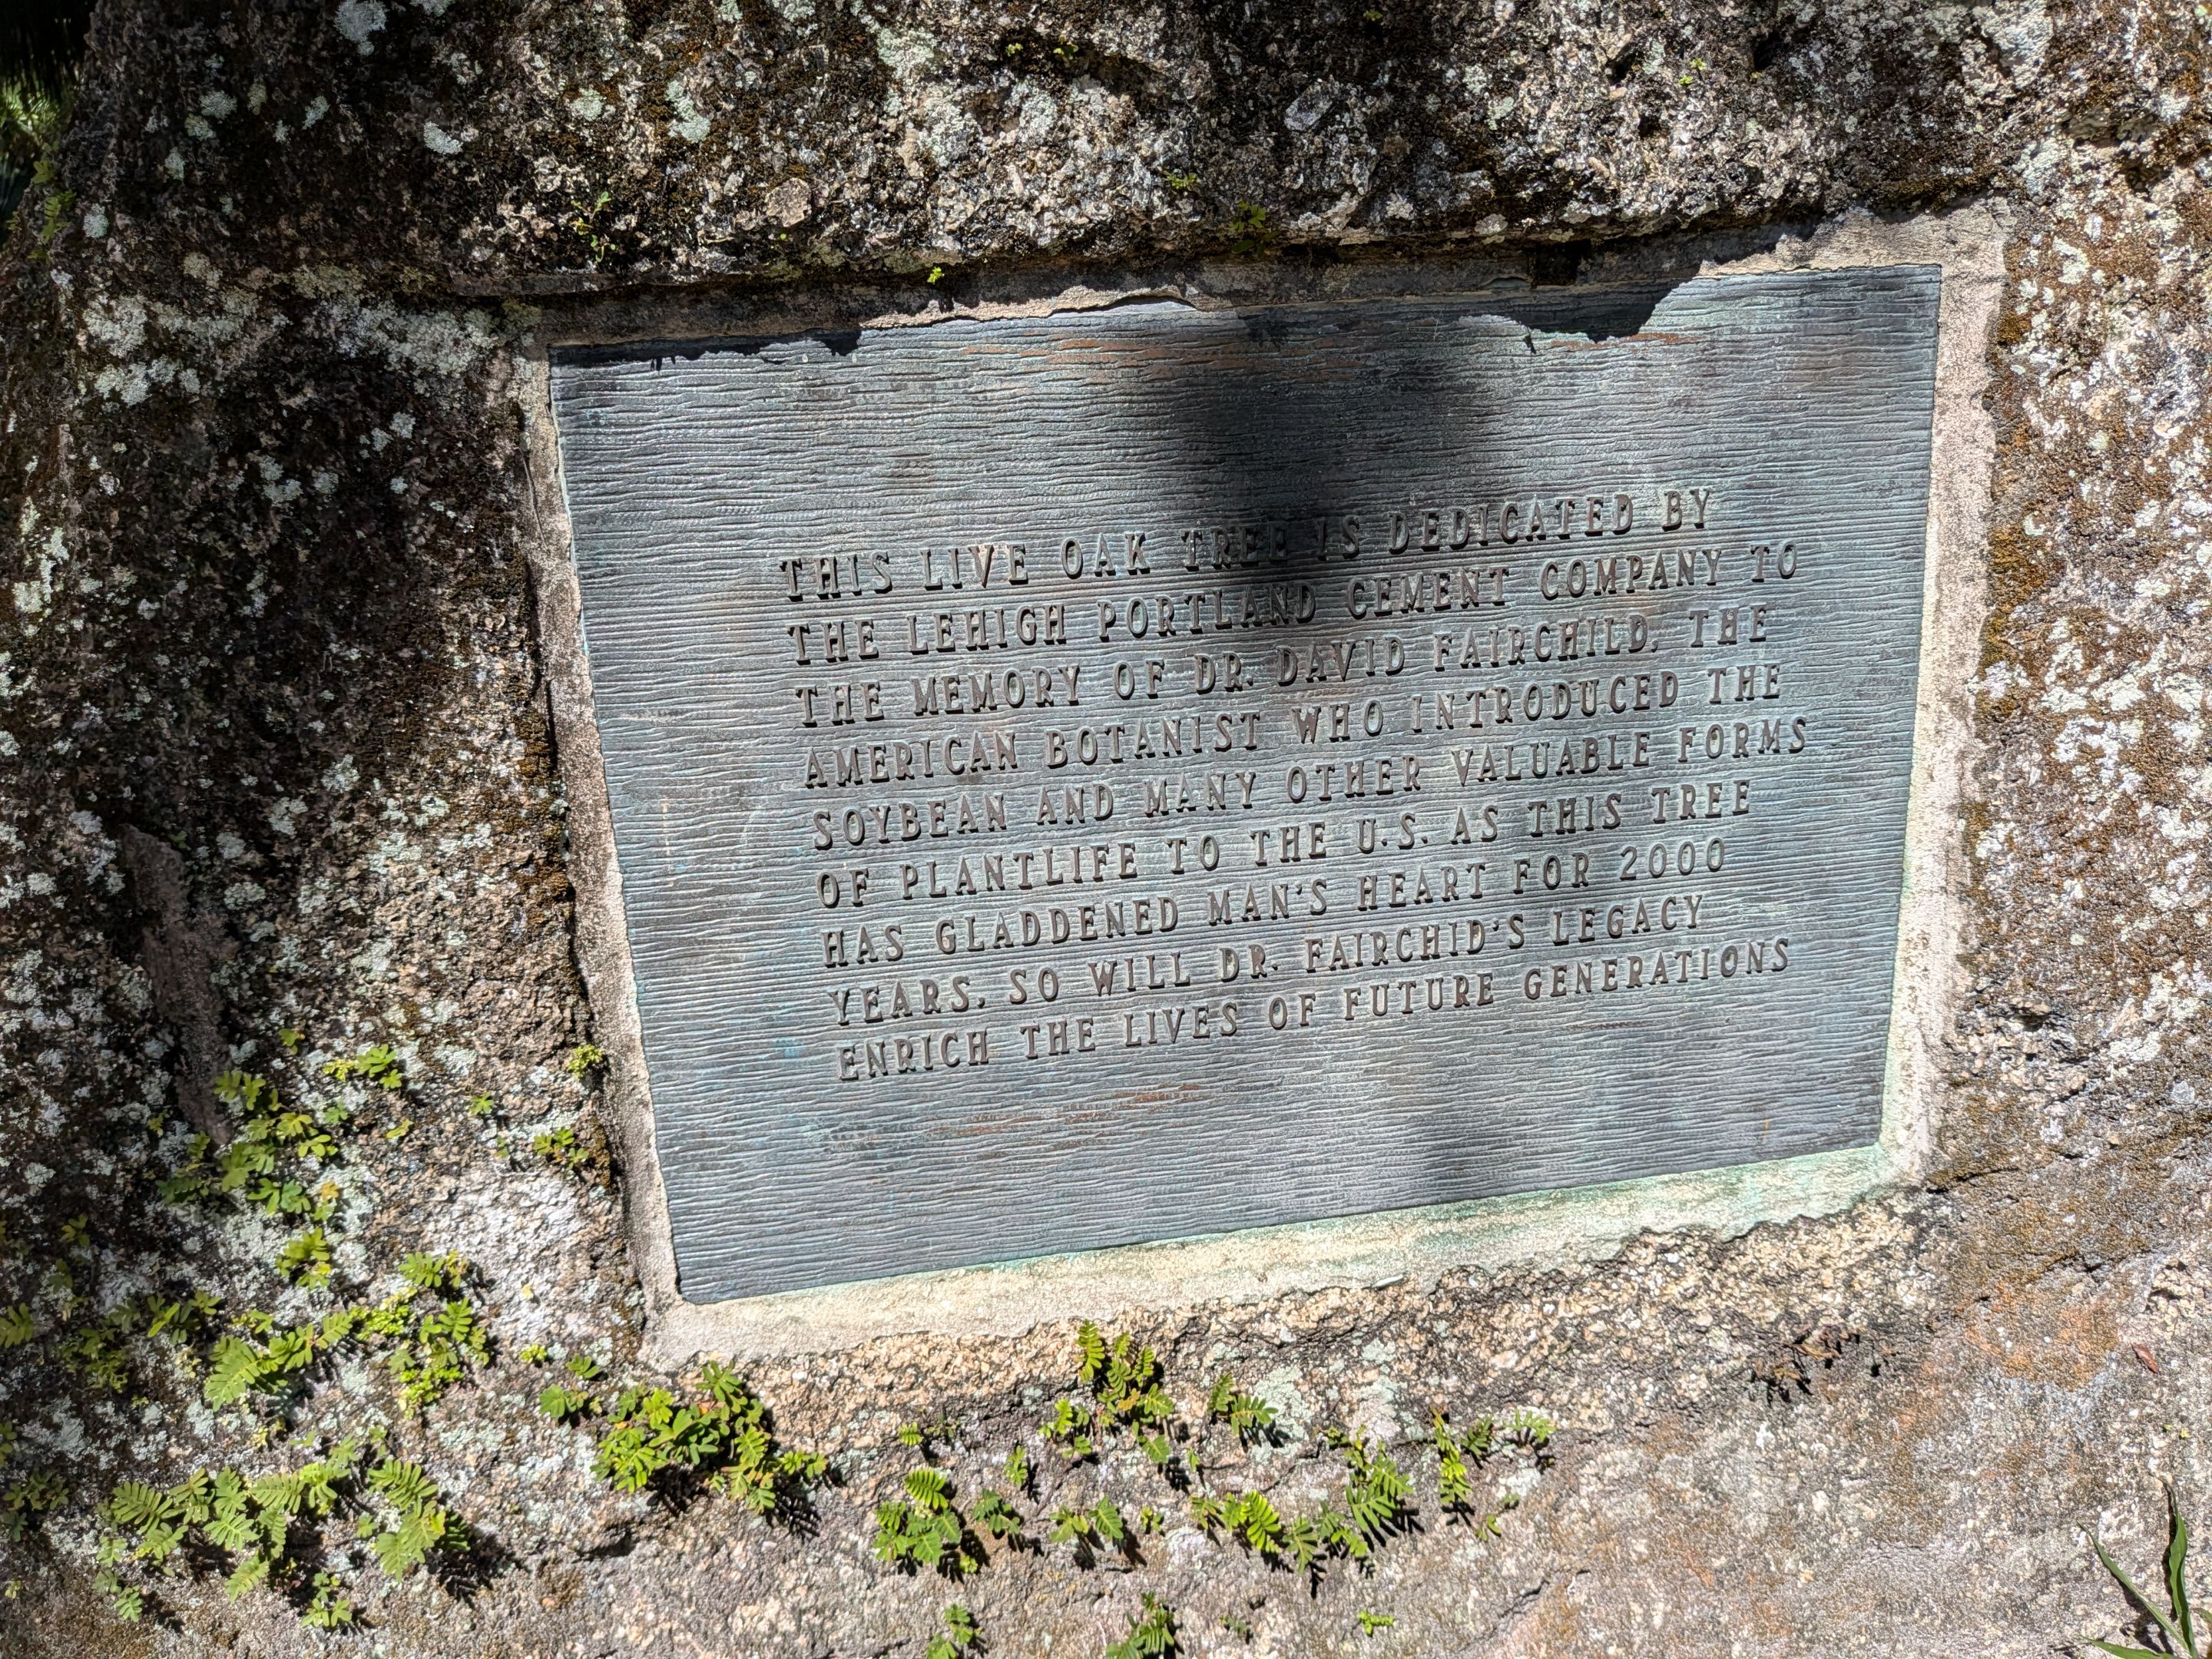 THIS LIVE OAK TREE IS DEDICATED BY
THE LEHIGH PORTLAND CEMENT COMPANY TO
THE MEMORY OF DR. DAVID FAIRCHILD, THE
AMERICAN BOTANIST WHO INTRODUCED THE
SOYBEAN AND MANY OTHER VALUABLE FORMS
OF PLANTLIFE TO THE U.S. AS THIS TREE
HAS GLADDENED MAN'S HEART FOR 2000
YEARS, SO WILL DR. FAIRCHID'S LEGACY
ENRICH THE LIVES OF FUTURE GENERATIONS